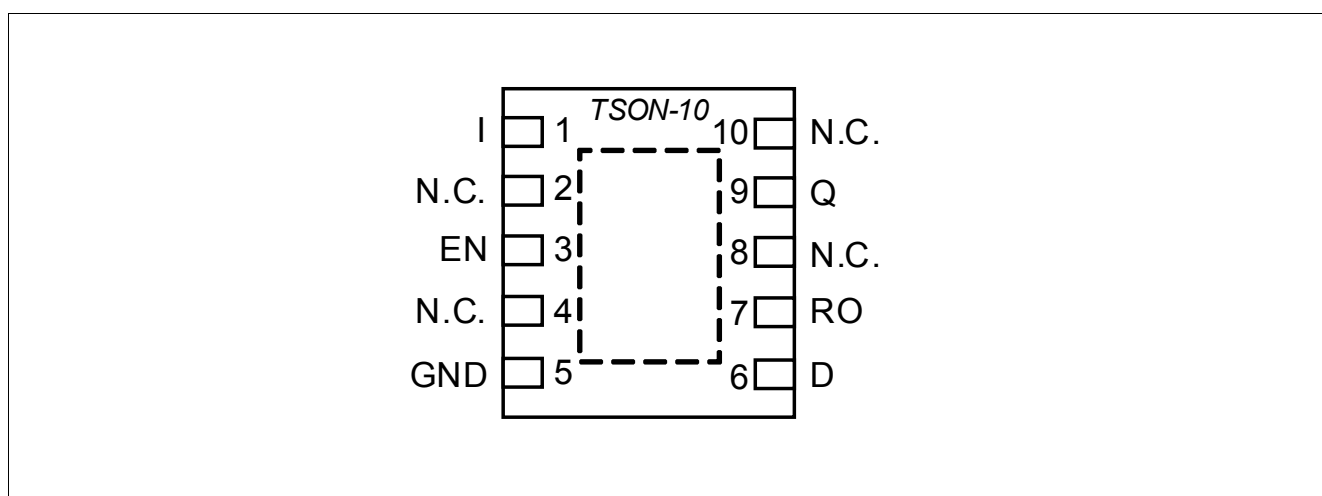 TSON-10
I 1 10 N.C.
N.C. 2 9 Q
EN 3 8 N.C.
N.C. 4 7 RO
GND 5 6 D